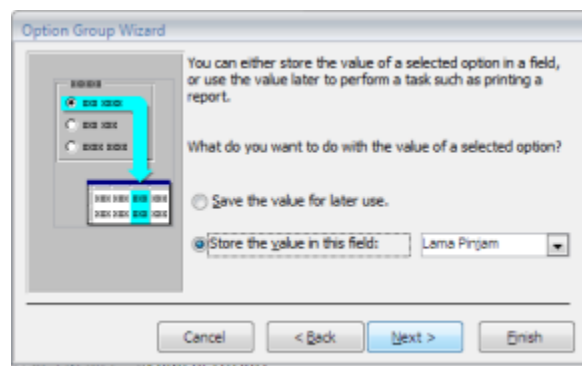 Option Group Wizard
You can either store the value of a selected option in a field,
or use the value later to perform a task such as printing a
report.
What do you want to do with the value of a selected option?
Save the value for later use.
Store the value in this field: Lama Pinjam
Cancel < Back Next > Finish